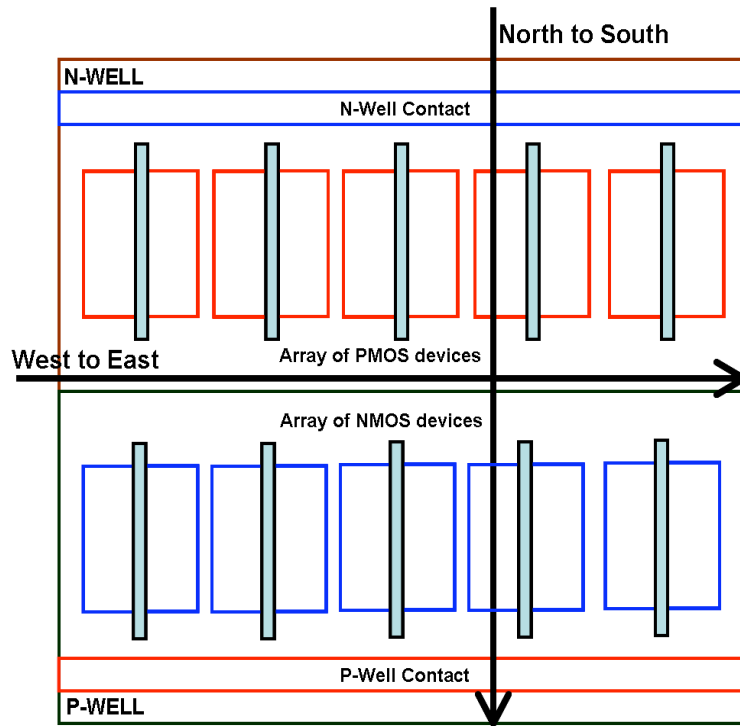 North to South
N-WELL
N-Well Contact
Array of PMOS devices
West to East
Array of NMOS devices
P-Well Contact
P-WELL